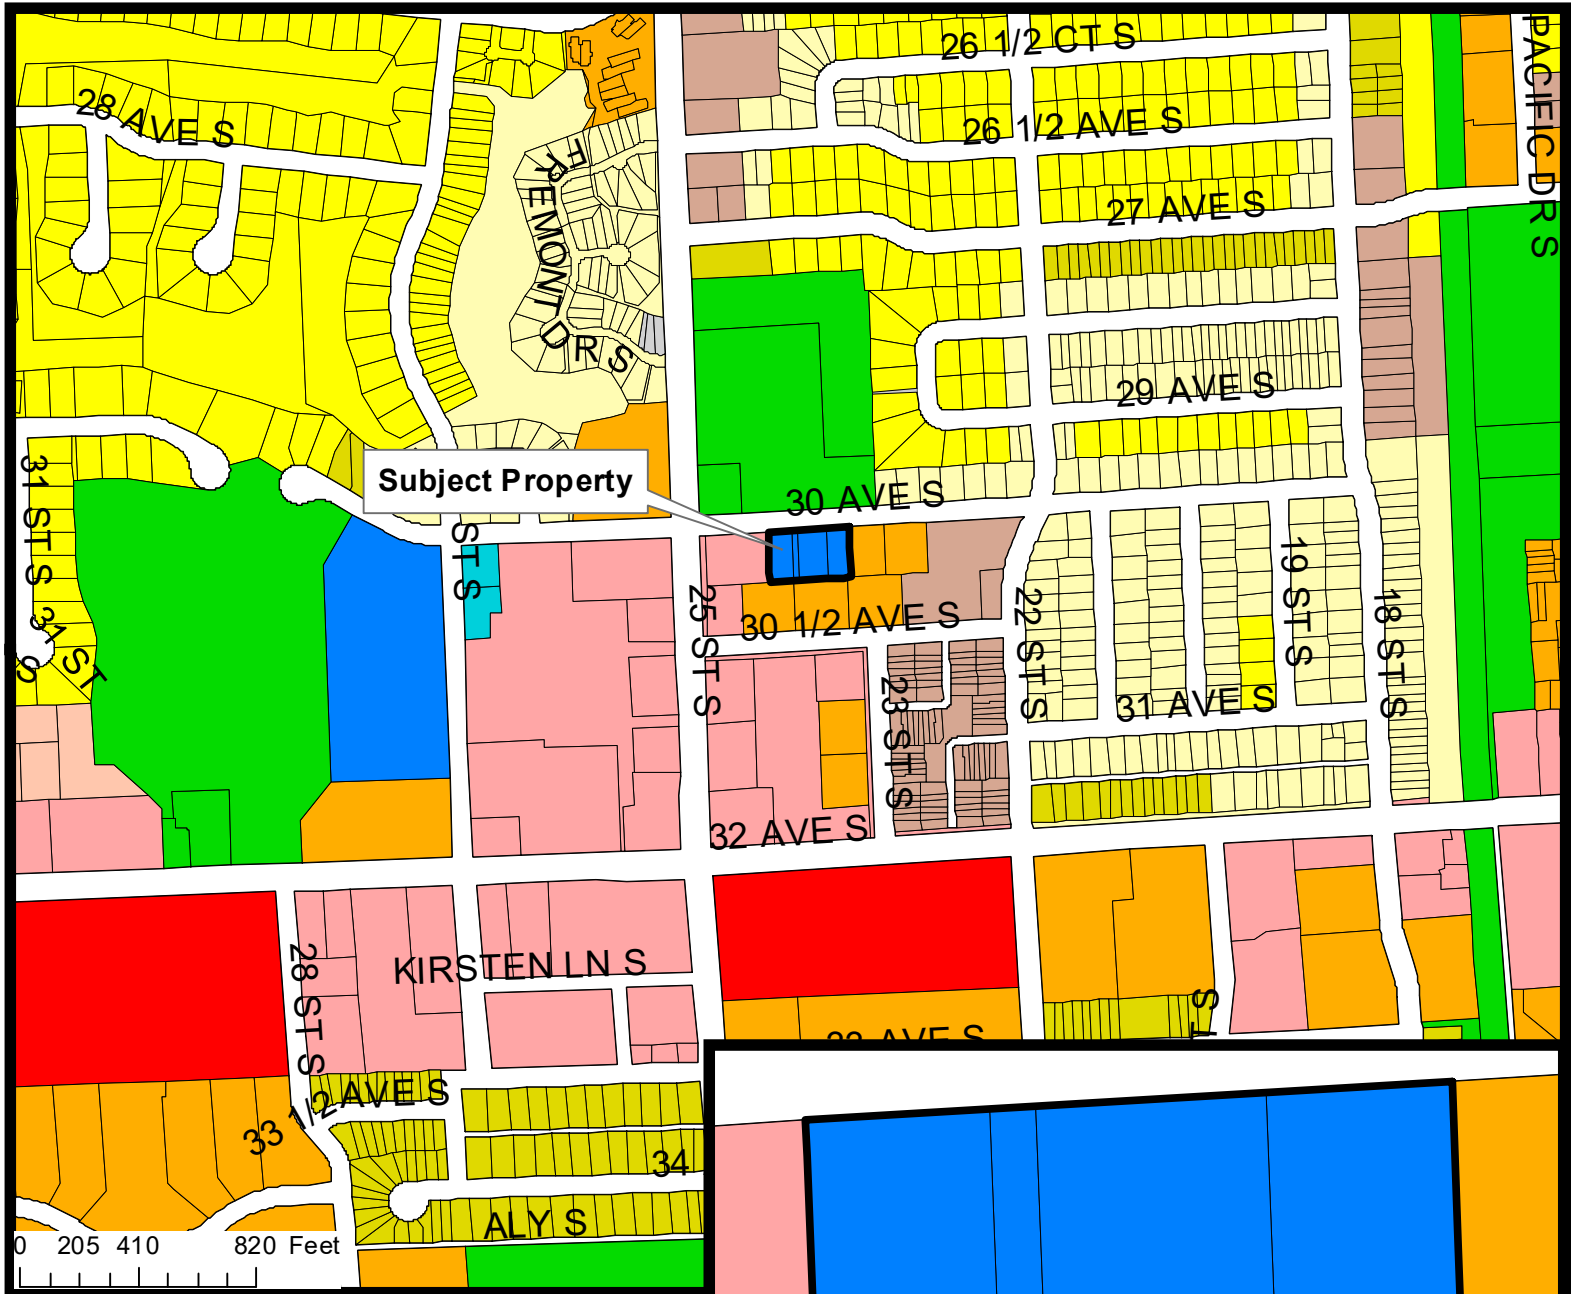 26 1/2 CT S
PACIFIC DR S
28 AVE S
26 1/2 AVE S
FREMONT DR S
27 AVE S
29 AVE S
Subject Property
30 AVE S
31 ST S
ST S
19 ST S
25 ST S
22 ST S
18 ST S
30 1/2 AVE S
31 ST S
23 ST S
31 AVE S
32 AVE S
28 ST S
KIRSTEN LN S
AVE S
33 1/2 AVE S
34
ALY S
0 205 410 820 Feet